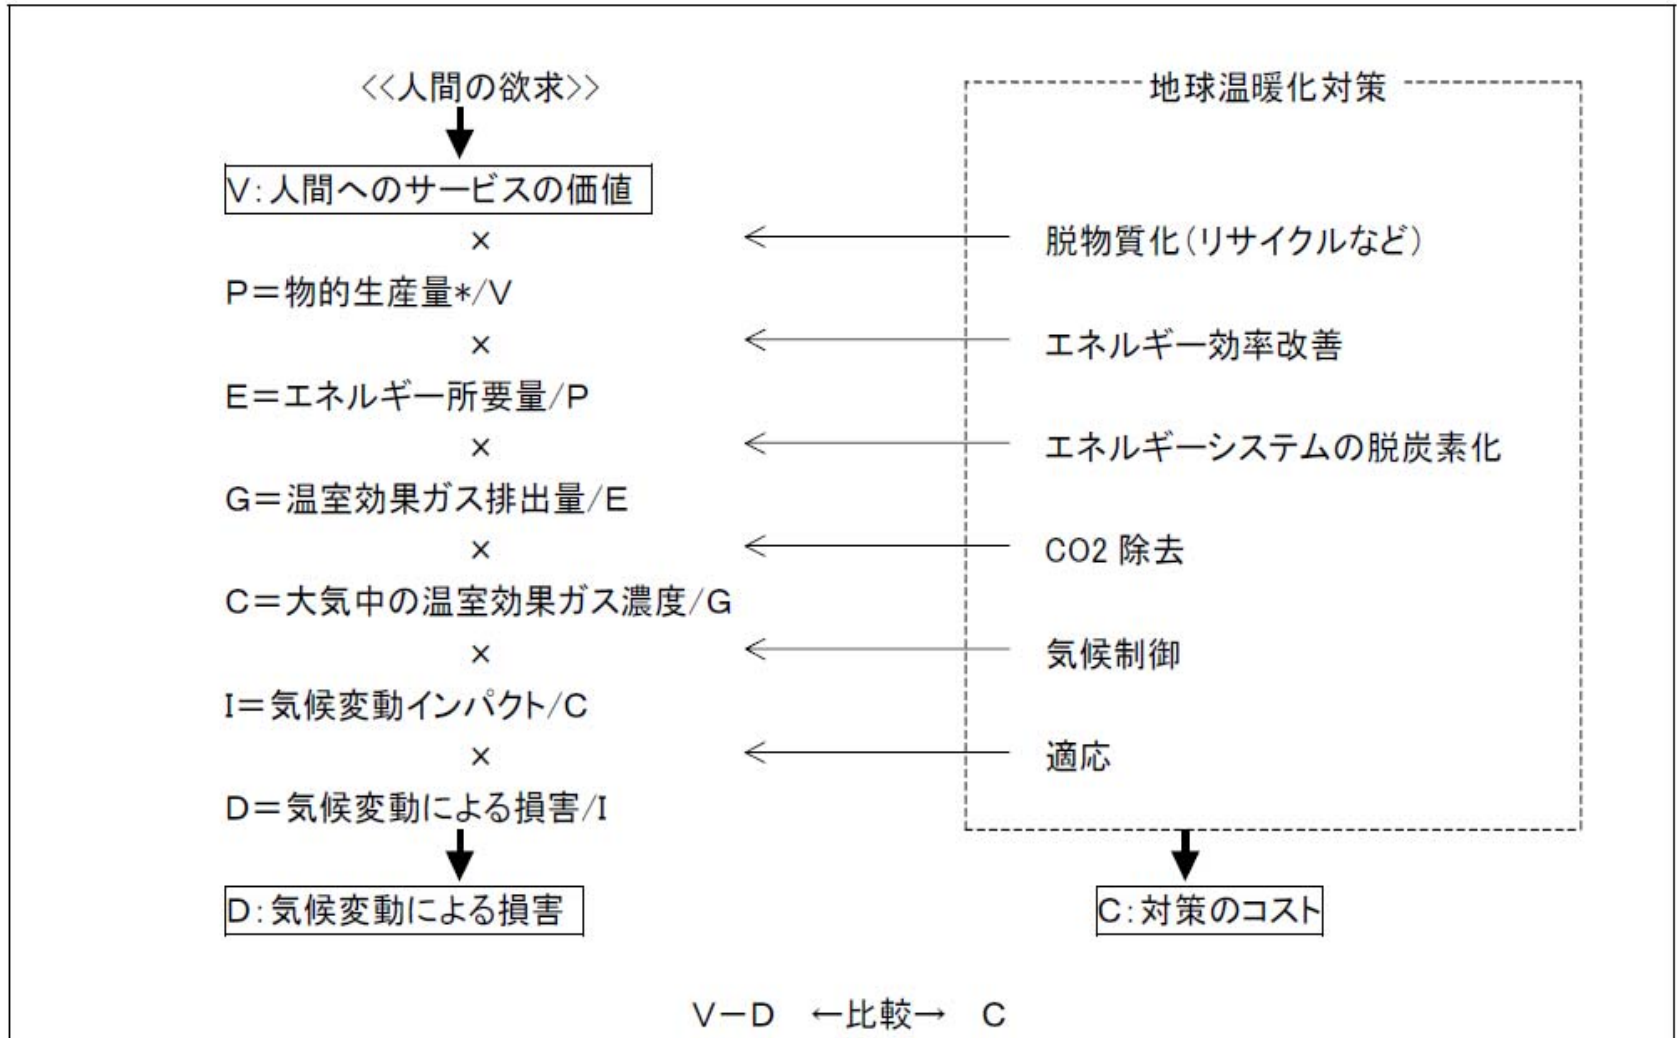 <<人間の欲求>>
地球温暖化対策
V:人間へのサービスの価値
×
脱物質化(リサイクルなど)
P=物的生産量*/V
×
エネルギー効率改善
E=エネルギー所要量/P
×
エネルギーシステムの脱炭素化
G=温室効果ガス排出量/E
×
CO2 除去
C=大気中の温室効果ガス濃度/G
×
気候制御
I=気候変動インパクト/C
×
適応
D=気候変動による損害/I
D:気候変動による損害
C:対策のコスト
V-D ←比較→ C